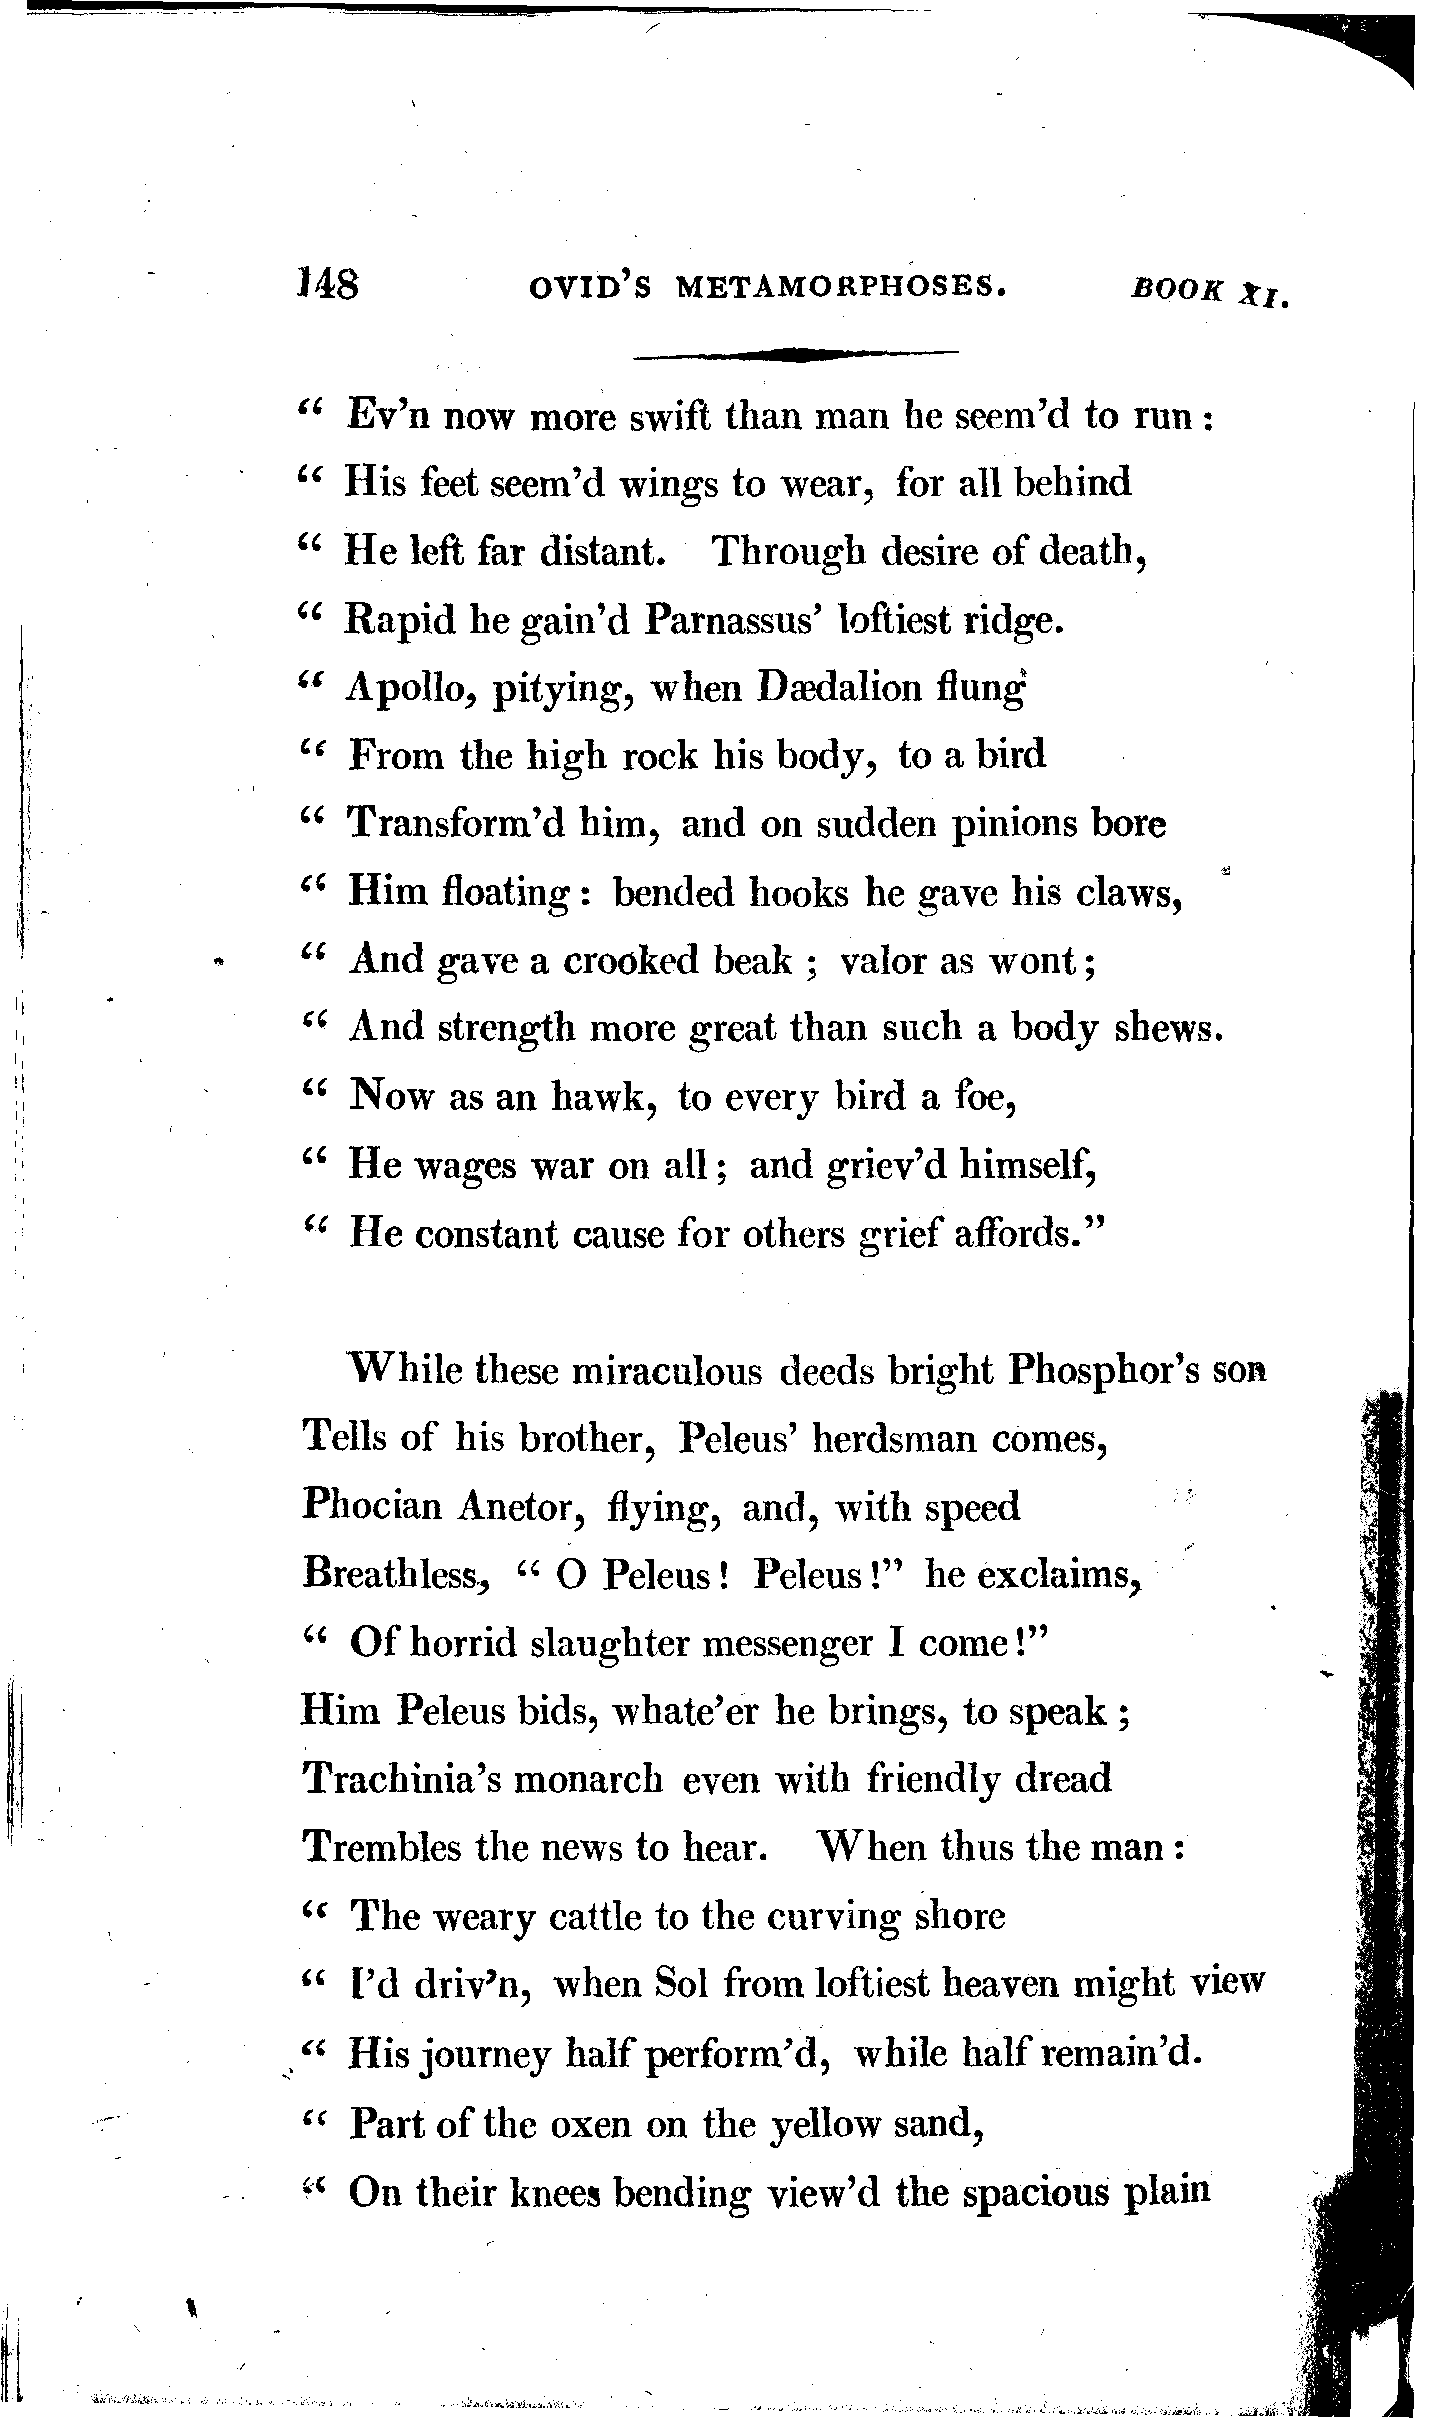 148 OVID'S METAMORPHOSES. BOOK XI.
“ Ev'n now more swift than man he seem'd to run :
“ His feet seem'd wings to wear, for all behind
“ He left far distant. Through desire of death,
“ Rapid he gain'd Parnassus' loftiest ridge.
“ Apollo, pitying, when Dædalion flung
“ From the high rock his body, to a bird
“ Transform'd him, and on sudden pinions bore
“ Him floating : bended hooks he gave his claws,
“ And gave a crooked beak ; valor as wont ;
“ And strength more great than such a body shews.
“ Now as an hawk, to every bird a foe,
“ He wages war on all ; and griev'd himself,
“ He constant cause for others grief affords.”
While these miraculous deeds bright Phosphor's son
Tells of his brother, Peleus' herdsman comes,
Phocian Anetor, flying, and, with speed
Breathless, “ O Peleus ! Peleus !” he exclaims,
“ Of horrid slaughter messenger I come !”
Him Peleus bids, whate'er he brings, to speak ;
Trachinia's monarch even with friendly dread
Trembles the news to hear. When thus the man :
“ The weary cattle to the curving shore
“ I'd driv'n, when Sol from loftiest heaven might view
“ His journey half perform'd, while half remain'd.
“ Part of the oxen on the yellow sand,
“ On their knees bending view'd the spacious plain